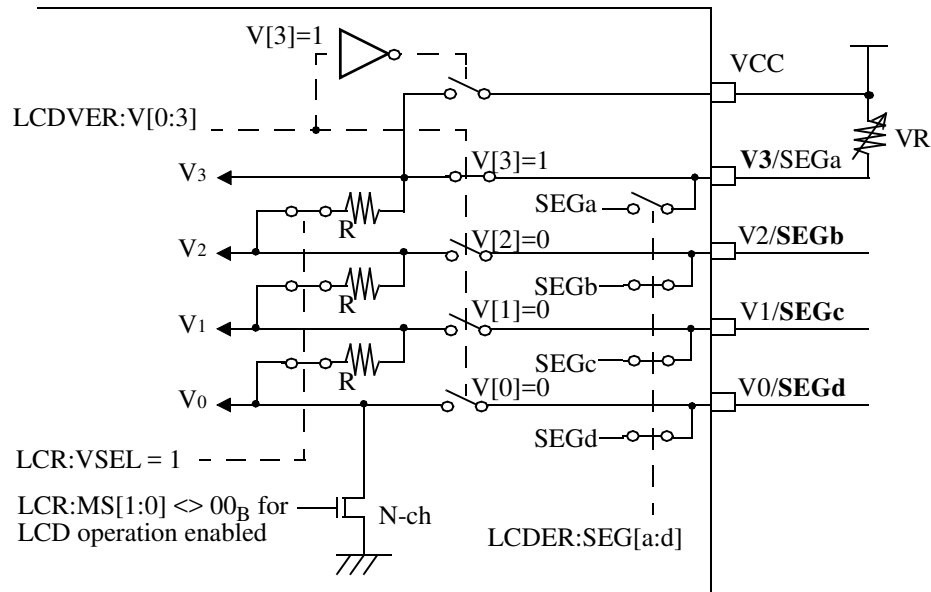 V[3]=1
VCC
LCDVER:V[0:3]
VR
V3
V[3]=1
V3/SEGa
SEGa
R
V2
V[2]=0
V2/SEGb
SEGb
R
V1
V[1]=0
V1/SEGc
SEGc
R
V0
V[0]=0
V0/SEGd
SEGd
LCR:VSEL = 1
LCR:MS[1:0] <> 00B for
LCD operation enabled
N-ch
LCDER:SEG[a:d]